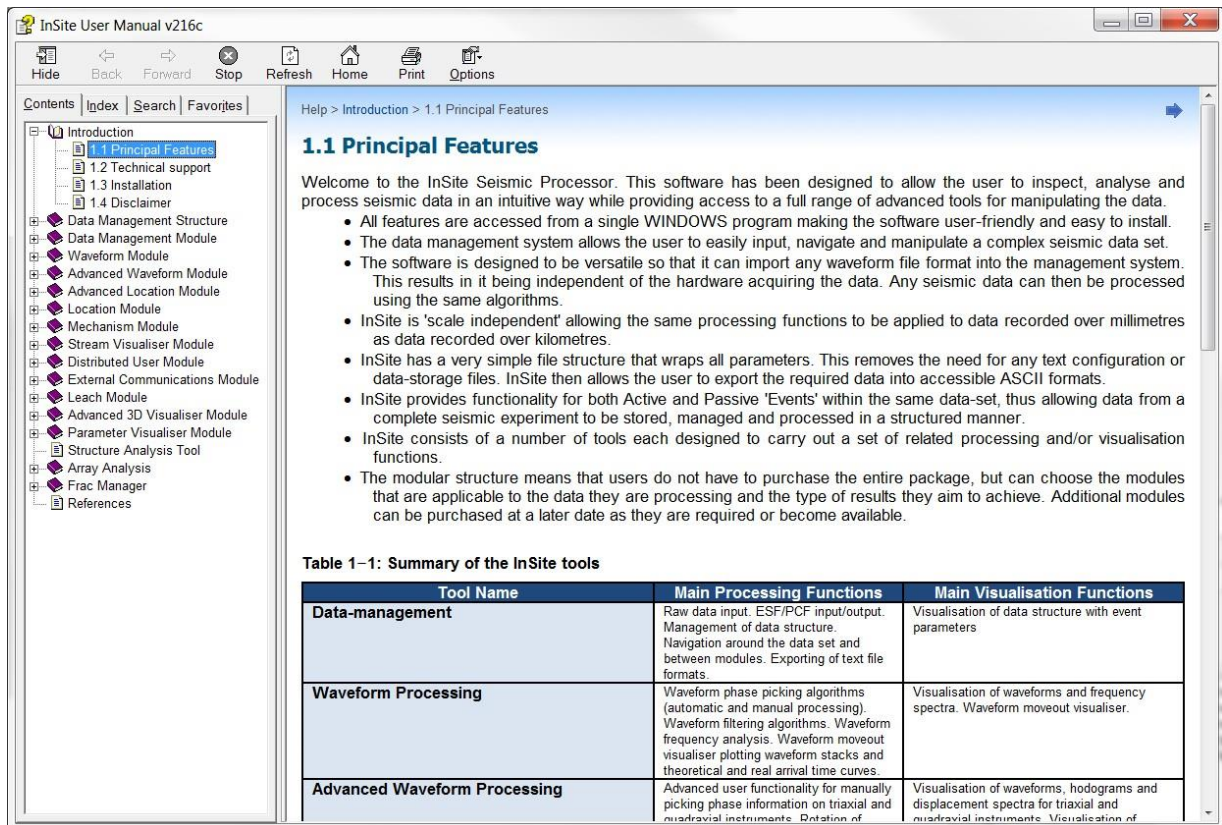 InSite User Manual v216c
Hide Back Forward Stop Refresh Home Print Options
Contents Index Search Favorites
Introduction
1.1 Principal Features
1.2 Technical support
1.3 Installation
1.4 Disclaimer
Data Management Structure
Data Management Module
Waveform Module
Advanced Waveform Module
Advanced Location Module
Location Module
Mechanism Module
Stream Visualiser Module
Distributed User Module
External Communications Module
Leach Module
Advanced 3D Visualiser Module
Parameter Visualiser Module
Structure Analysis Tool
Array Analysis
Frac Manager
References
Help > Introduction > 1.1 Principal Features
1.1 Principal Features
Welcome to the InSite Seismic Processor. This software has been designed to allow the user to inspect, analyse and
process seismic data in an intuitive way while providing access to a full range of advanced tools for manipulating the data.
• All features are accessed from a single WINDOWS program making the software user-friendly and easy to install.
• The data management system allows the user to easily input, navigate and manipulate a complex seismic data set.
• The software is designed to be versatile so that it can import any waveform file format into the management system.
This results in it being independent of the hardware acquiring the data. Any seismic data can then be processed
using the same algorithms.
• InSite is 'scale independent' allowing the same processing functions to be applied to data recorded over millimetres
as data recorded over kilometres.
• InSite has a very simple file structure that wraps all parameters. This removes the need for any text configuration or
data-storage files. InSite then allows the user to export the required data into accessible ASCII formats.
• InSite provides functionality for both Active and Passive 'Events' within the same data-set, thus allowing data from a
complete seismic experiment to be stored, managed and processed in a structured manner.
• InSite consists of a number of tools each designed to carry out a set of related processing and/or visualisation
functions.
• The modular structure means that users do not have to purchase the entire package, but can choose the modules
that are applicable to the data they are processing and the type of results they aim to achieve. Additional modules
can be purchased at a later date as they are required or become available.
Table 1-1: Summary of the InSite tools
Tool Name Main Processing Functions Main Visualisation Functions
Data-management
Raw data input. ESF/PCF input/output.
Management of data structure.
Navigation around the data set and
between modules. Exporting of text file
formats.
Visualisation of data structure with event
parameters
Waveform Processing
Waveform phase picking algorithms
(automatic and manual processing).
Waveform filtering algorithms. Waveform
frequency analysis. Waveform moveout
visualiser plotting waveform stacks and
theoretical and real arrival time curves.
Visualisation of waveforms and frequency
spectra. Waveform moveout visualiser.
Advanced Waveform Processing
Advanced user functionality for manually
picking phase information on triaxial and
quadraxial instruments. Rotation of
Visualisation of waveforms, hodograms and
displacement spectra for triaxial and
quadraxial instruments. Visualisation of